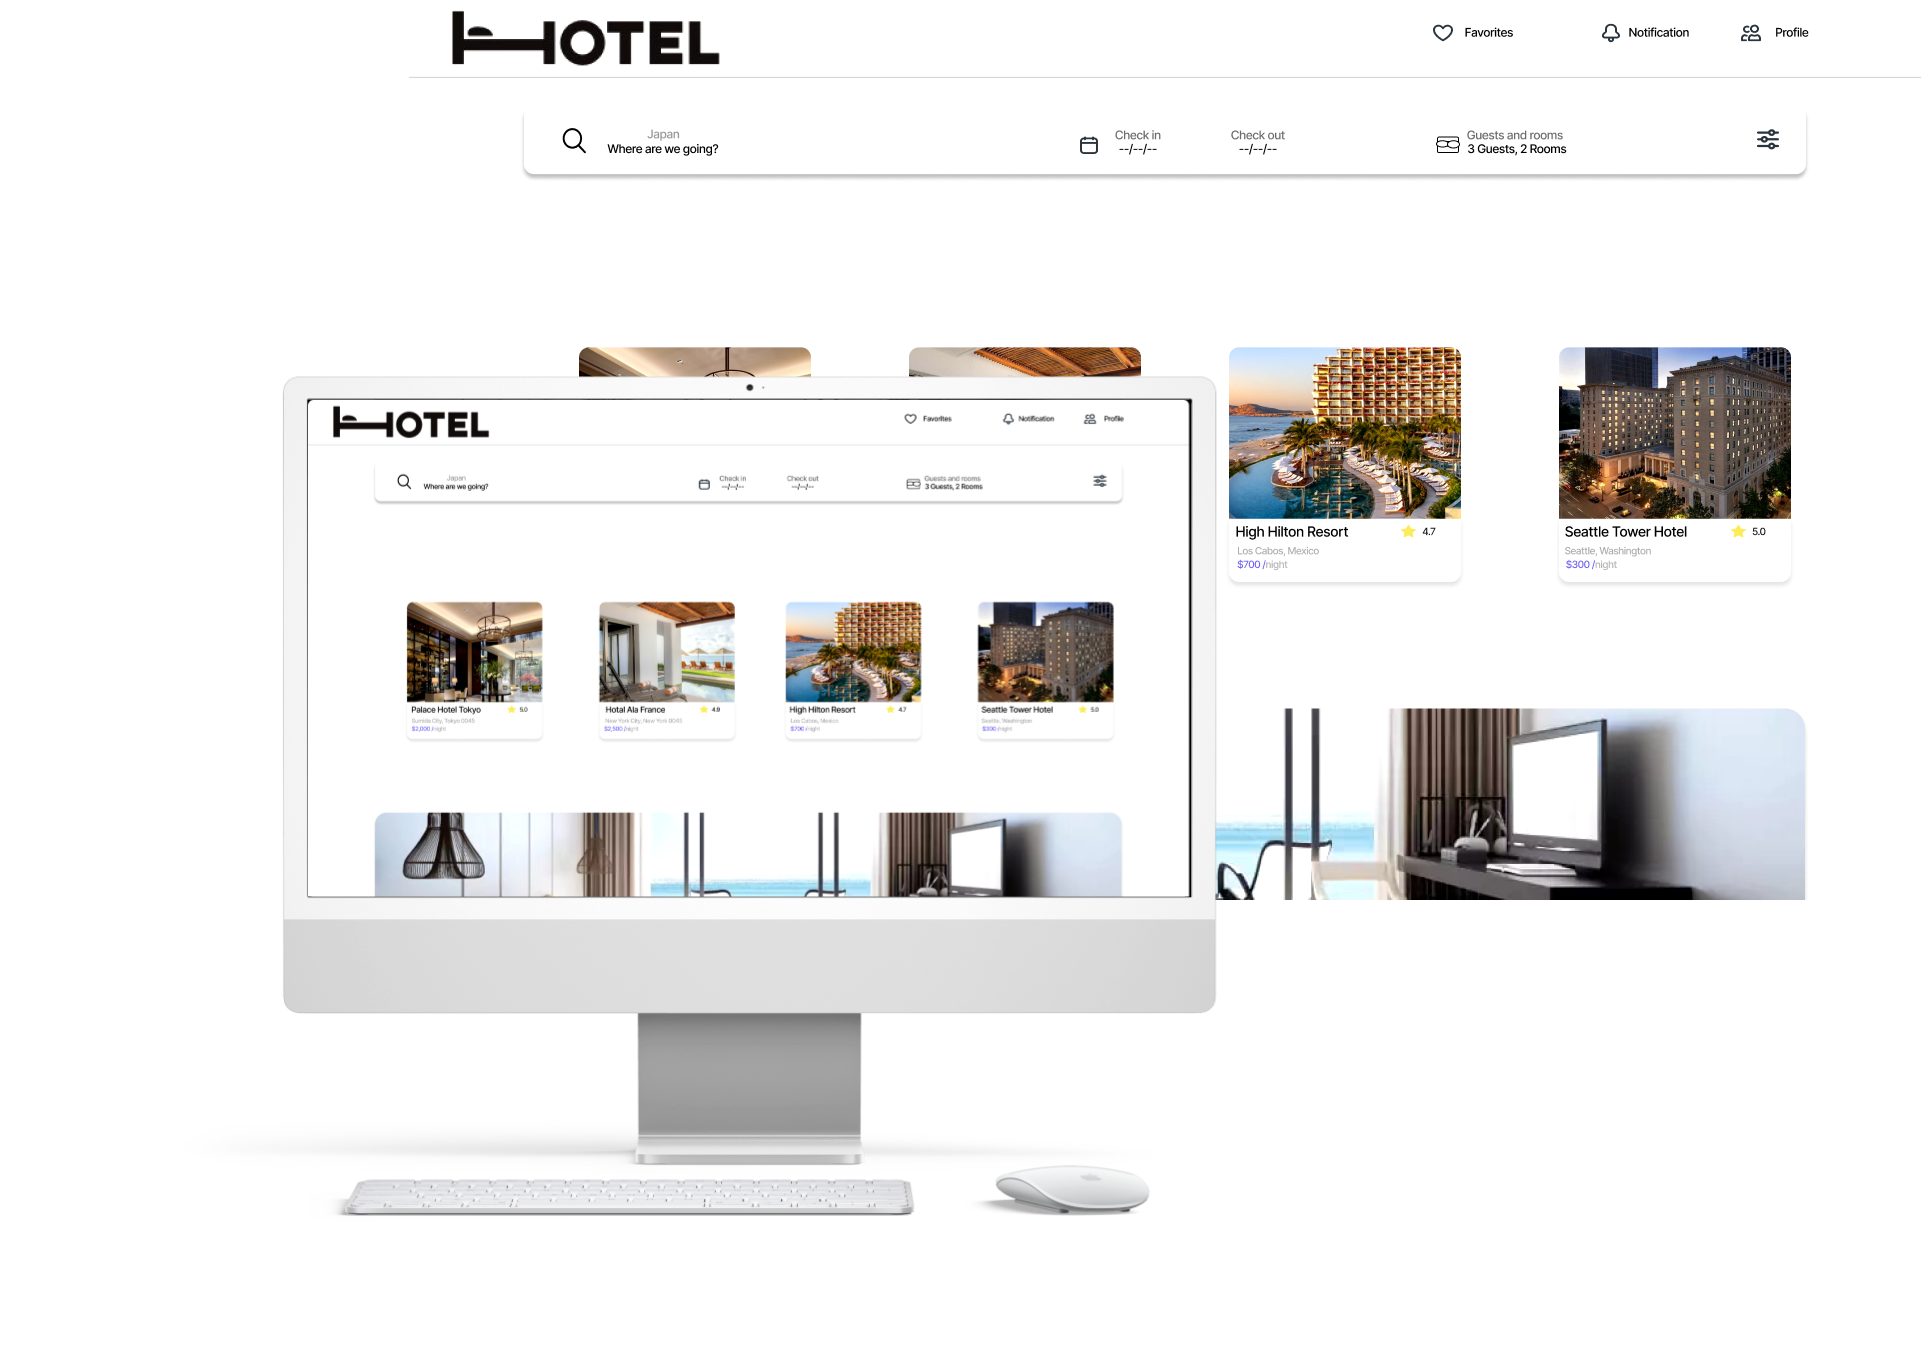 HOTEL
Favorites
Notification
Profile
Japan
Where are we going?
Check in
--/--/--
Check out
--/--/--
Guests and rooms
3 Guests, 2 Rooms
High Hilton Resort
4.7
Los Cabos, Mexico
$700 /night
Seattle Tower Hotel
5.0
Seattle, Washington
$300 /night
HOTEL
Favorites
Notification
Profile
Japan
Where are we going?
Check in
--/--/--
Check out
--/--/--
Guests and rooms
3 Guests, 2 Rooms
Palace Hotel Tokyo
5.0
Sumida City, Tokyo 0045
$2,000 /night
Hotal Ala France
4.9
New York City, New York 0045
$2,500 /night
High Hilton Resort
4.7
Los Cabos, Mexico
$700 /night
Seattle Tower Hotel
5.0
Seattle, Washington
$300 /night